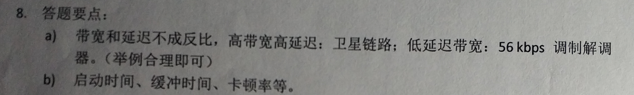 8. 答题要点：
a) 带宽和延迟不成反比，高带宽高延迟：卫星链路；低延迟带宽：56 kbps 调制解调
器。（举例合理即可）
b) 启动时间、缓冲时间、卡顿率等。